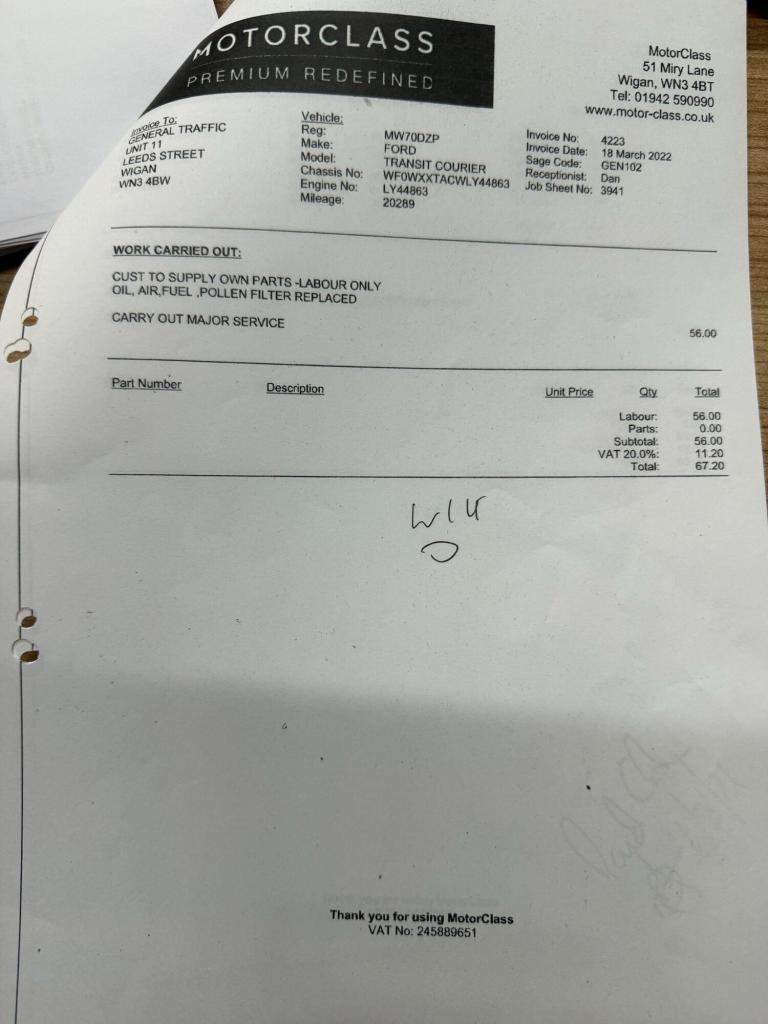 MOTORCLASS
PREMIUM REDEFINED
MotorClass
51 Miry Lane
Wigan, WN3 4BT
Tel: 01942 590990
www.motor-class.co.uk
Invoice To:
GENERAL TRAFFIC
UNIT 11
LEEDS STREET
WIGAN
WN3 4BW
Vehicle:
Reg: MW70DZP
Make: FORD
Model: TRANSIT COURIER
Chassis No: WF0WXXTACWLY44863
Engine No: LY44863
Mileage: 20289
Invoice No: 4223
Invoice Date: 18 March 2022
Sage Code: GEN102
Receptionist: Dan
Job Sheet No: 3941
WORK CARRIED OUT:
CUST TO SUPPLY OWN PARTS -LABOUR ONLY
OIL, AIR,FUEL ,POLLEN FILTER REPLACED
CARRY OUT MAJOR SERVICE 56.00
Part Number Description Unit Price Qty Total
Labour: 56.00
Parts: 0.00
Subtotal: 56.00
VAT 20.0%: 11.20
Total: 67.20
Thank you for using MotorClass
VAT No: 245889651